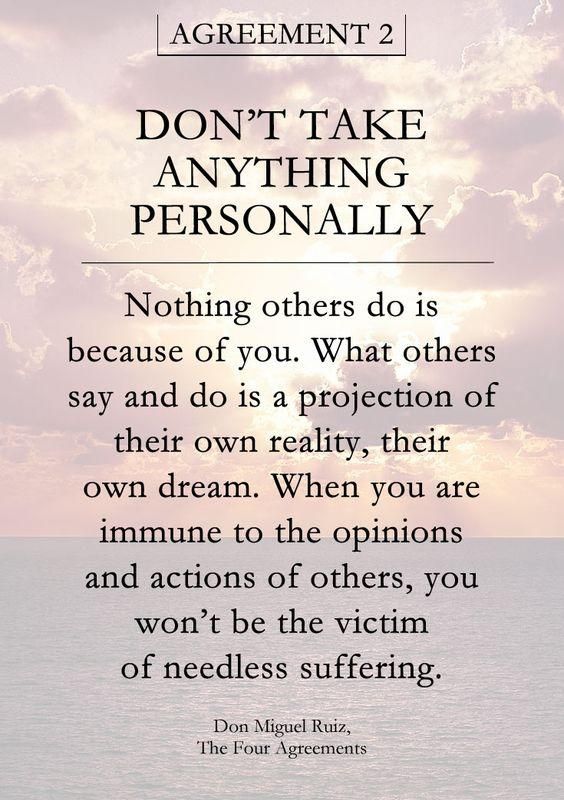 AGREEMENT 2
DON’T TAKE
ANYTHING
PERSONALLY
Nothing others do is
because of you. What others
say and do is a projection of
their own reality, their
own dream. When you are
immune to the opinions
and actions of others, you
won’t be the victim
of needless suffering.
Don Miguel Ruiz,
The Four Agreements